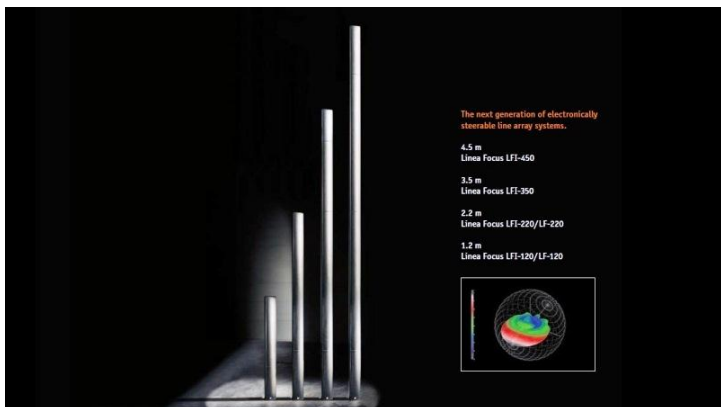 The next generation of electronically
steerable line array systems.
4.5 m
Linea Focus LFI-450
3.5 m
Linea Focus LFI-350
2.2 m
Linea Focus LFI-220/LF-220
1.2 m
Linea Focus LFI-120/LF-120